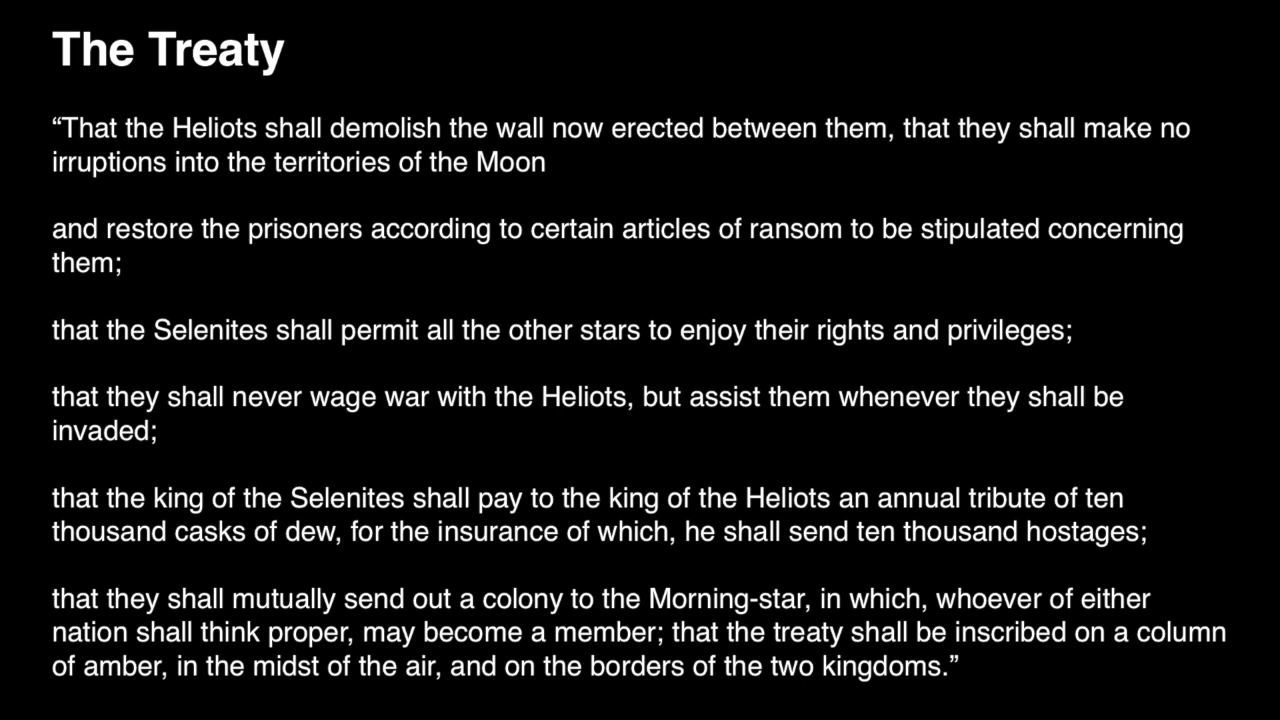 The Treaty
“That the Heliots shall demolish the wall now erected between them, that they shall make no
irruptions into the territories of the Moon
and restore the prisoners according to certain articles of ransom to be stipulated concerning
them;
that the Selenites shall permit all the other stars to enjoy their rights and privileges;
that they shall never wage war with the Heliots, but assist them whenever they shall be
invaded;
that the king of the Selenites shall pay to the king of the Heliots an annual tribute of ten
thousand casks of dew, for the insurance of which, he shall send ten thousand hostages;
that they shall mutually send out a colony to the Morning-star, in which, whoever of either
nation shall think proper, may become a member; that the treaty shall be inscribed on a column
of amber, in the midst of the air, and on the borders of the two kingdoms.”